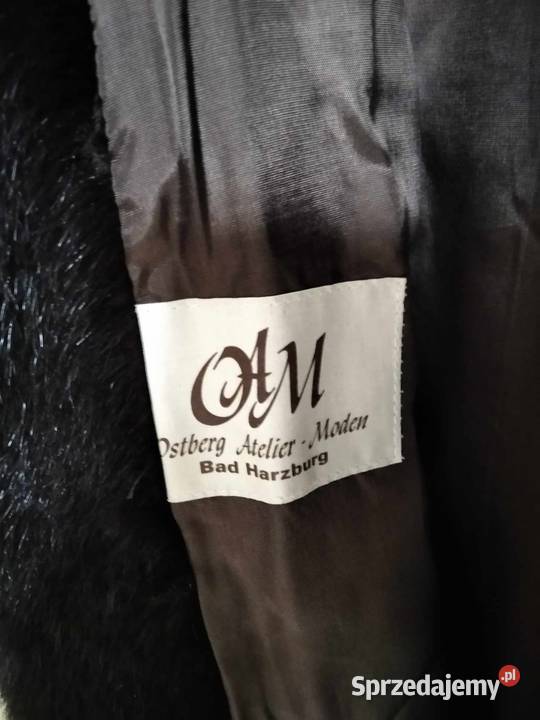 OAM
Ostberg Atelier - Moden
Bad Harzburg
Sprzedajemy.pl